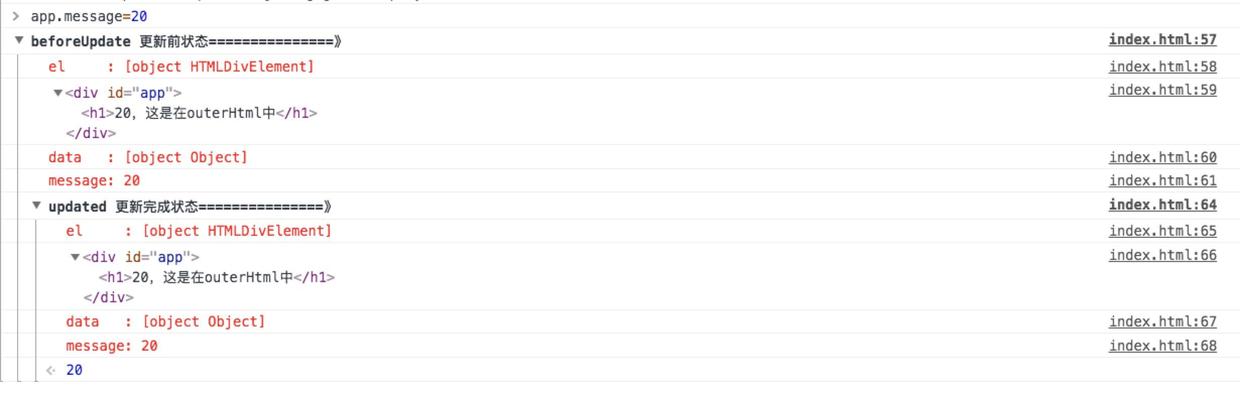 > app.message=20
▼ beforeUpdate 更新前状态===============》 index.html:57
el : [object HTMLDivElement] index.html:58
▼<div id="app"> index.html:59
<h1>20，这是在outerHtml中</h1>
</div>
data : [object Object] index.html:60
message: 20 index.html:61
▼ updated 更新完成状态===============》 index.html:64
el : [object HTMLDivElement] index.html:65
▼<div id="app"> index.html:66
<h1>20，这是在outerHtml中</h1>
</div>
data : [object Object] index.html:67
message: 20 index.html:68
20